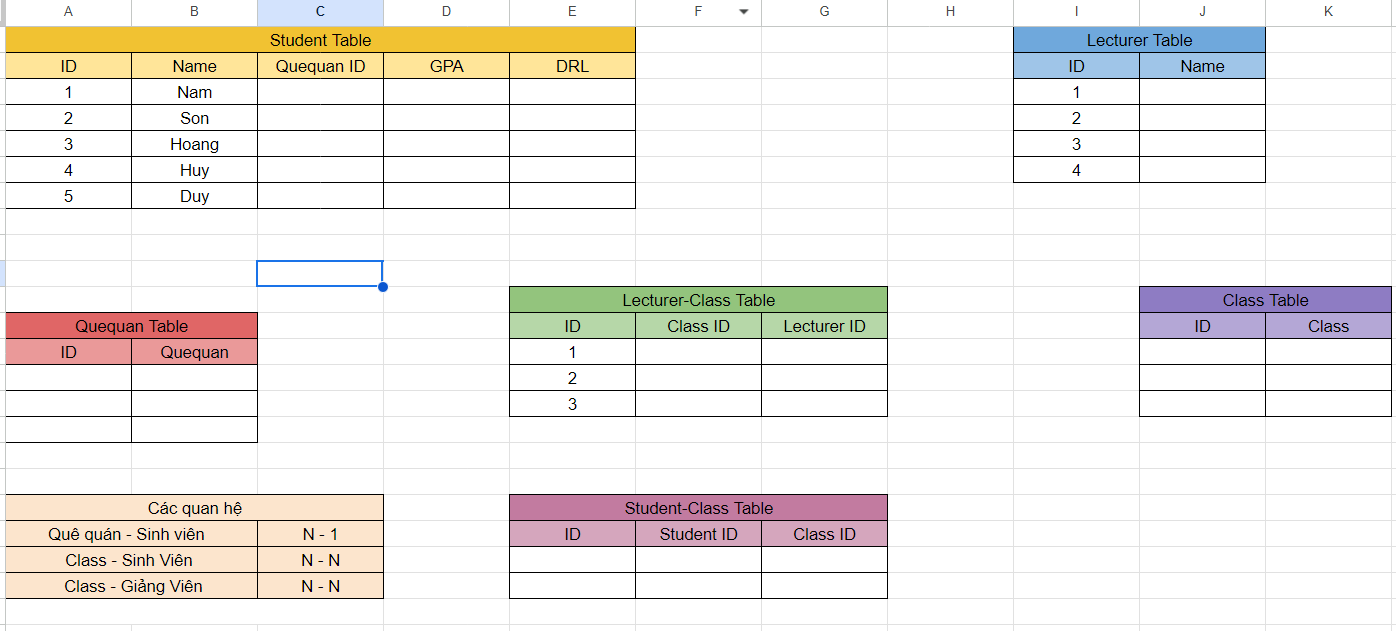 A B C D E F G H I J K
Student Table
Lecturer Table
ID Name Quequan ID GPA DRL
ID Name
1 Nam
1
2 Son
2
3 Hoang
3
4 Huy
4
5 Duy
Lecturer-Class Table
Class Table
Quequan Table
ID Class ID Lecturer ID
ID Class
ID Quequan
1
2
3
Các quan hệ
Student-Class Table
Quê quán - Sinh viên N - 1
ID Student ID Class ID
Class - Sinh Viên N - N
Class - Giảng Viên N - N